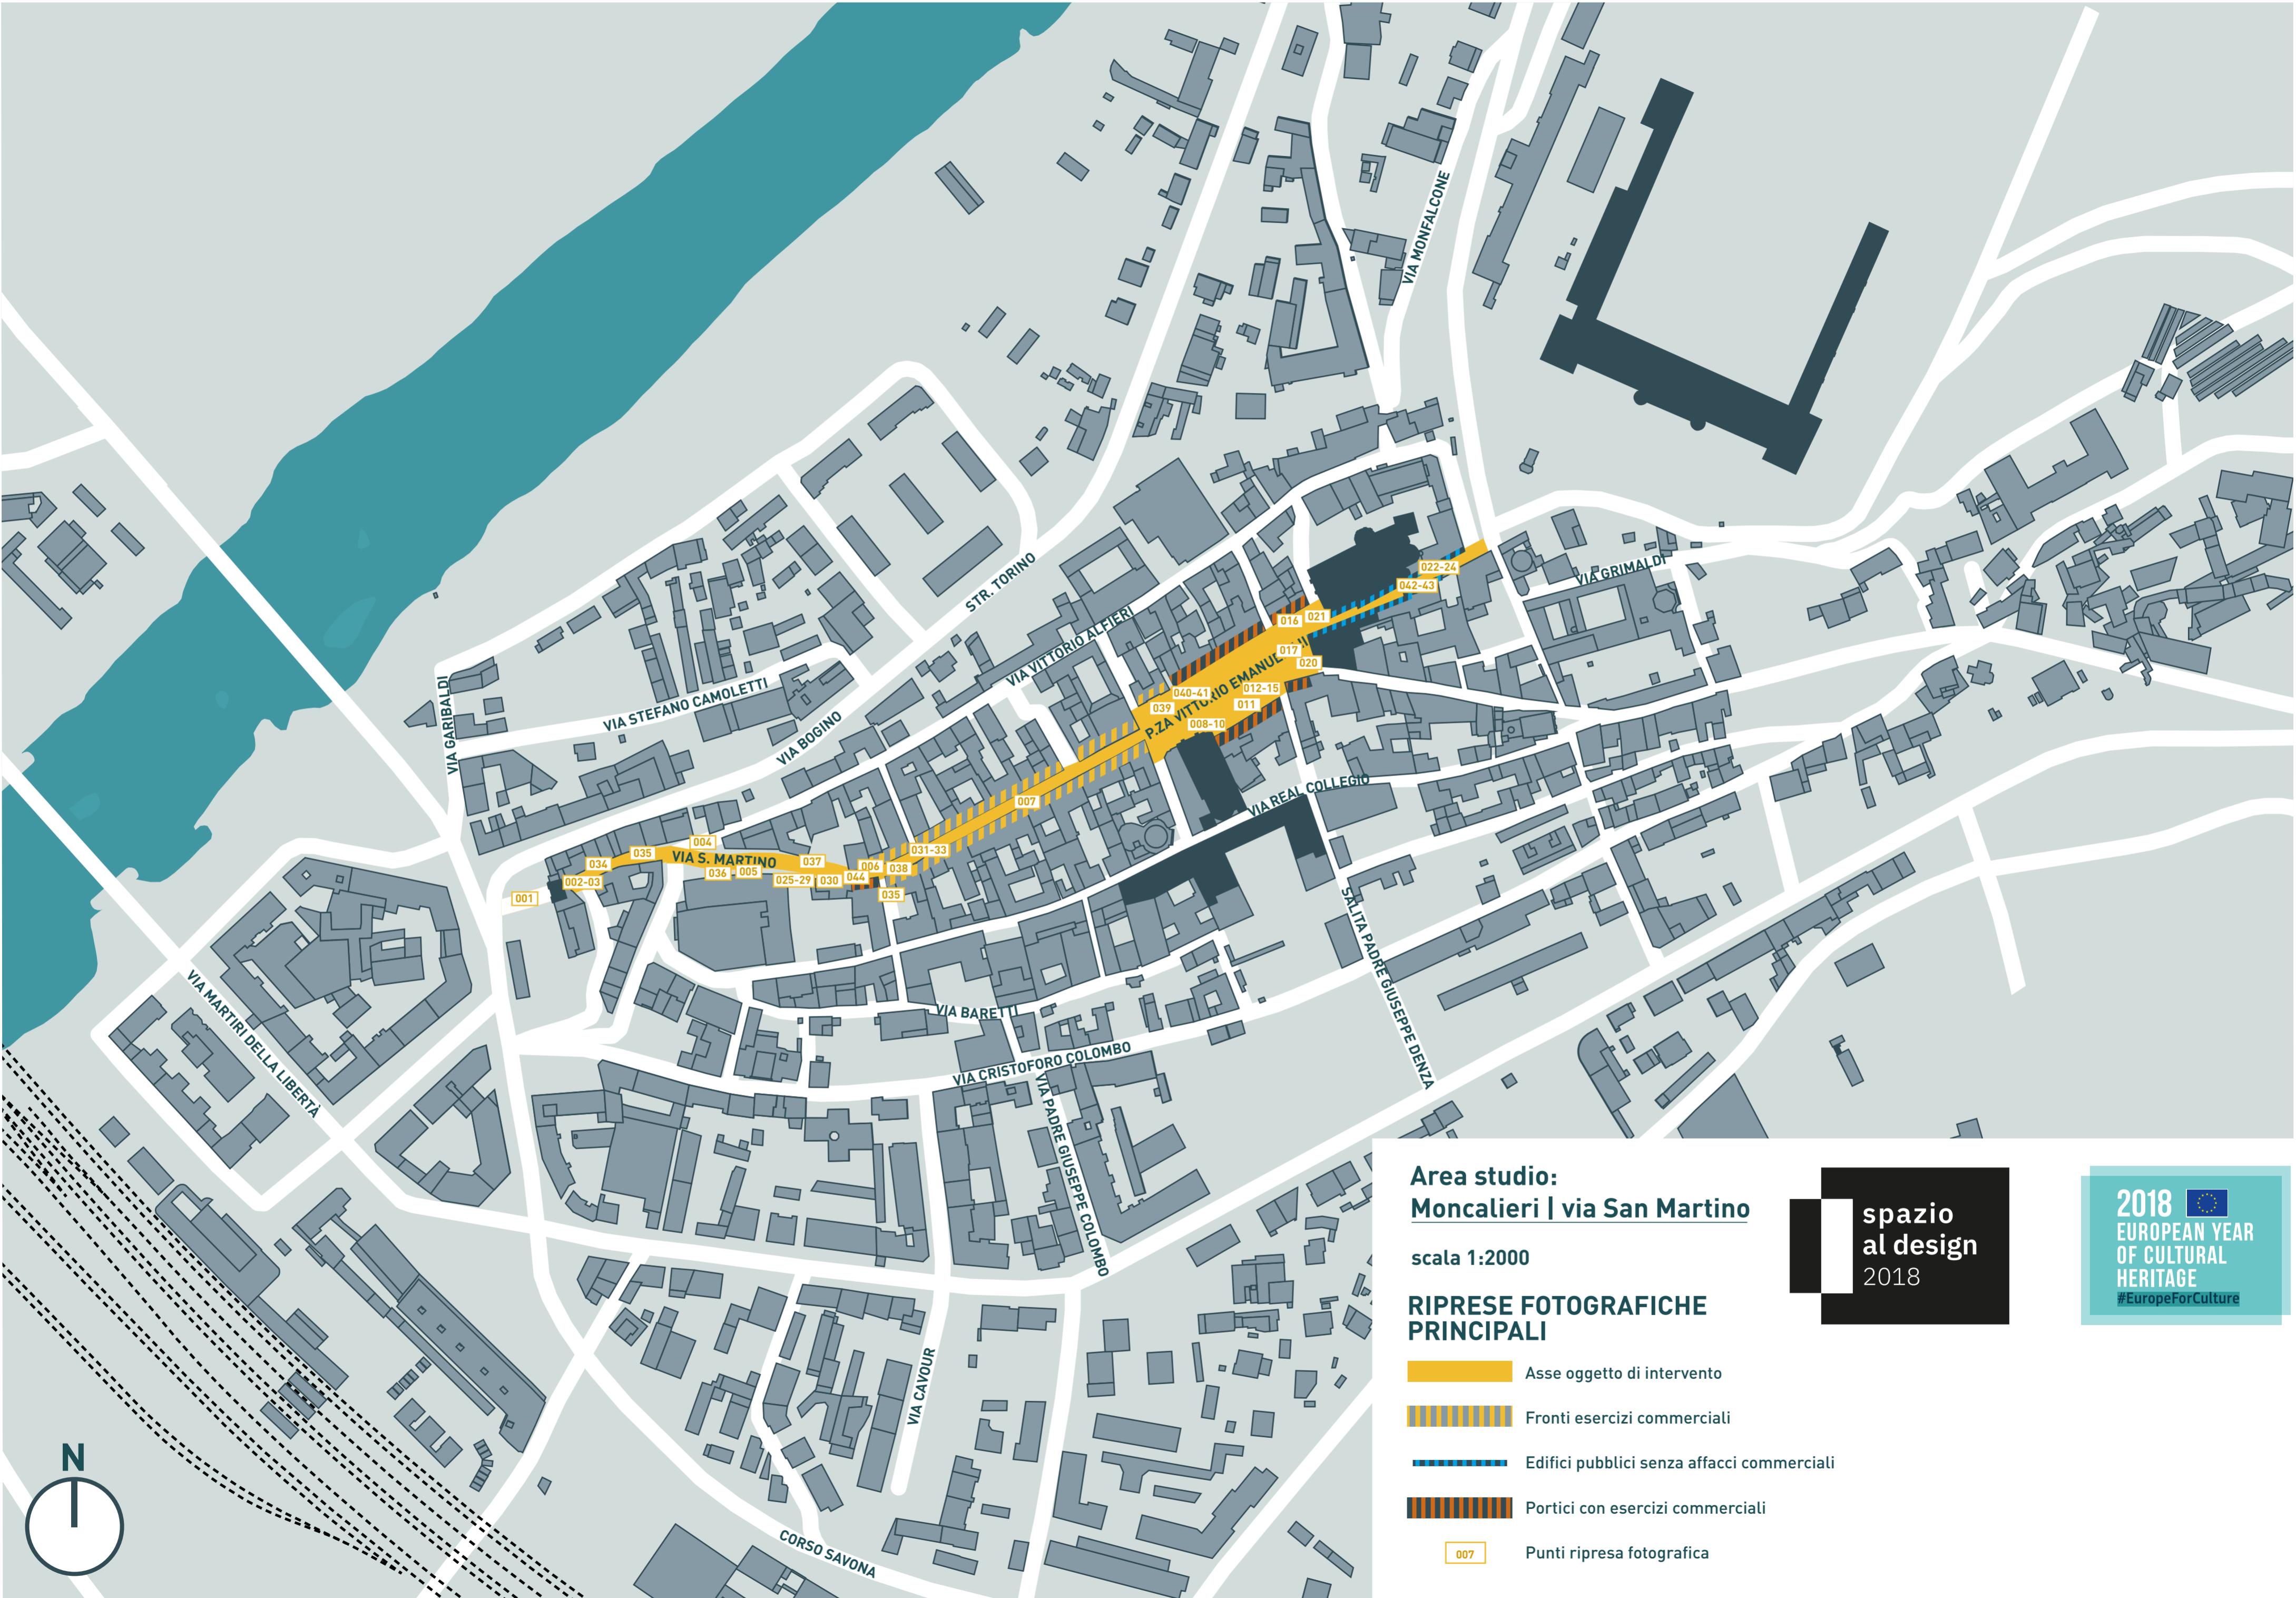 VIA MONFALCONE
VIA GRIMALDI
STR. TORINO
VIA VITTORIO ALFIERI
VIA GARIBALDI
VIA STEFANO CAMOLETTI
VIA BOGINO
P.ZA VITTORIO EMANUELE
022-24
042-43
021
016
017
020
040-41
012-15
039
011
008-10
007
VIA REAL COLLEGIO
031-33
004
035
034
VIA S. MARTINO
037
006
038
036
005
025-29
030
044
002-03
035
001
SALITA PADRE GIUSEPPE DENZA
VIA MARTIRI DELLA LIBERTÀ
VIA BARETTI
VIA CRISTOFORO COLOMBO
VIA PADRE GIUSEPPE COLOMBO
VIA CAVOUR
CORSO SAVONA
N
Area studio:
Moncalieri | via San Martino
scala 1:2000
RIPRESE FOTOGRAFICHE
PRINCIPALI
Asse oggetto di intervento
Fronti esercizi commerciali
Edifici pubblici senza affacci commerciali
Portici con esercizi commerciali
007
Punti ripresa fotografica
spazio
al design
2018
2018
EUROPEAN YEAR
OF CULTURAL
HERITAGE
#EuropeForCulture